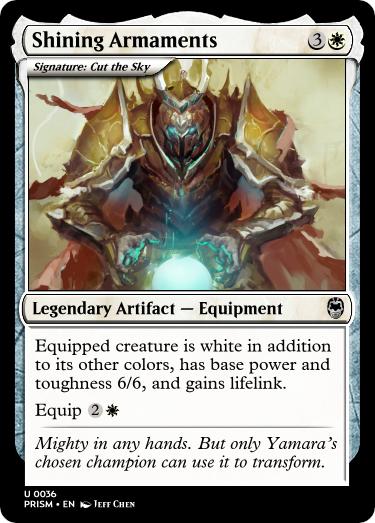 Shining Armaments 3
Signature: Cut the Sky
Legendary Artifact — Equipment
Equipped creature is white in addition
to its other colors, has base power and
toughness 6/6, and gains lifelink.
Equip 2
Mighty in any hands. But only Yamara's
chosen champion can use it to transform.
U 0036
PRISM • EN Jeff Chen